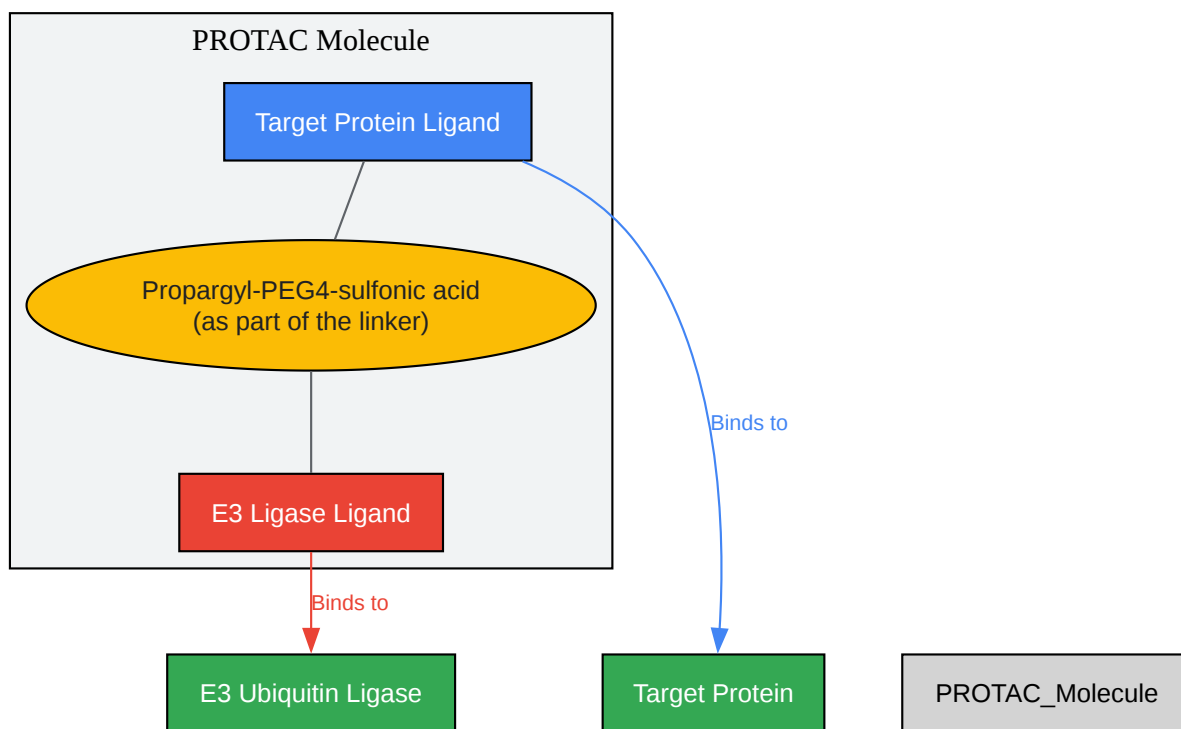 PROTAC Molecule
Target Protein Ligand
Propargyl-PEG4-sulfonic acid
(as part of the linker)
Binds to
E3 Ligase Ligand
Binds to
E3 Ubiquitin Ligase
Target Protein
PROTAC_Molecule